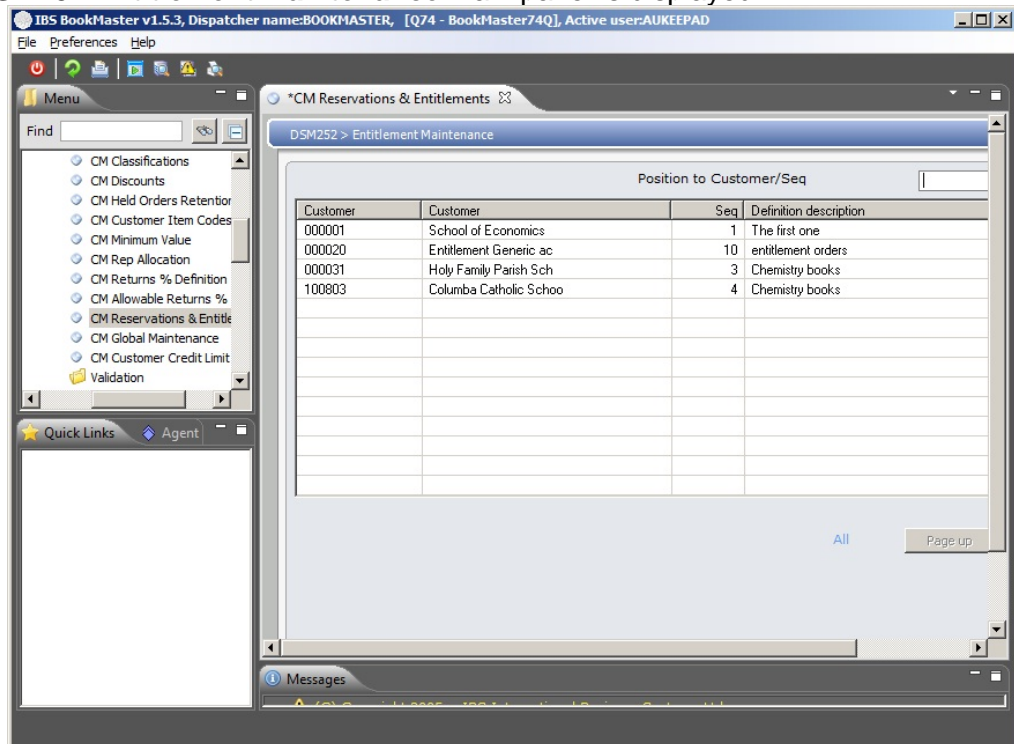 IBS BookMaster v1.5.3, Dispatcher name:BOOKMASTER, [Q74 - BookMaster74Q], Active user:AUKEEPAD
File Preferences Help
Menu
Find
CM Classifications
CM Discounts
CM Held Orders Retention
CM Customer Item Codes
CM Minimum Value
CM Rep Allocation
CM Returns % Definition
CM Allowable Returns %
CM Reservations & Entitle
CM Global Maintenance
CM Customer Credit Limit
Validation
Quick Links Agent
*CM Reservations & Entitlements
DSM252 > Entitlement Maintenance
Position to Customer/Seq
Customer Customer Seq Definition description
000001 School of Economics 1 The first one
000020 Entitlement Generic ac 10 entitlement orders
000031 Holy Family Parish Sch 3 Chemistry books
100803 Columba Catholic Schoo 4 Chemistry books
All Page up
Messages